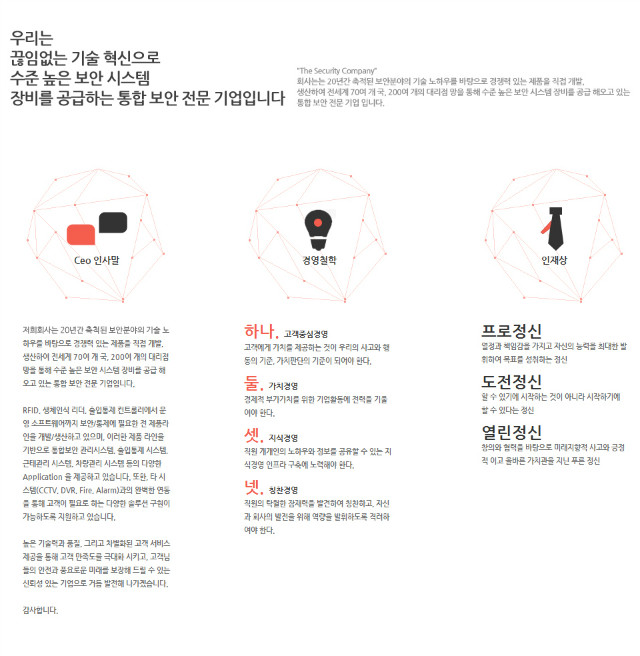 우리는
끊임없는 기술 혁신으로
수준 높은 보안 시스템
장비를 공급하는 통합 보안 전문 기업입니다
"The Security Company"
회사는는 20년간 축적된 보안분야의 기술 노하우를 바탕으로 경쟁력 있는 제품을 직접 개발,
생산하여 전세계 70여 개 국, 200여 개의 대리점 망을 통해 수준 높은 보안 시스템 장비를 공급 해오고 있는
통합 보안 전문 기업 입니다.
Ceo 인사말
경영철학
인재상
저희회사는 20년간 축적된 보안분야의 기술 노
하우를 바탕으로 경쟁력 있는 제품을 직접 개발,
생산하여 전세계 70여 개 국, 200여 개의 대리점
망을 통해 수준 높은 보안 시스템 장비를 공급 해
오고 있는 통합 보안 전문 기업입니다.
RFID, 생체인식 리더, 출입통제 컨트롤러에서 운
영 소프트웨어까지 보안/통제에 필요한 전 제품라
인을 개발/생산하고 있으며, 이러한 제품 라인을
기반으로 통합보안 관리시스템, 출입통제 시스템,
근태관리 시스템, 차량관리 시스템 등의 다양한
Application 을 제공하고 있습니다. 또한, 타 시
스템(CCTV, DVR, Fire, Alarm)과의 완벽한 연동
을 통해 고객이 필요로 하는 다양한 솔루션 구현이
가능하도록 지원하고 있습니다.
높은 기술력과 품질, 그리고 차별화된 고객 서비스
제공을 통해 고객 만족도를 극대화 시키고, 고객님
들의 안전과 풍요로운 미래를 보장해 드릴 수 있는
신뢰성 있는 기업으로 거듭 발전해 나가겠습니다.
감사합니다.
하나. 고객중심경영
고객에게 가치를 제공하는 것이 우리의 사고와 행
동의 기준, 가치판단의 기준이 되어야 한다.
둘. 가치경영
경제적 부가가치를 위한 기업활동에 전력을 기울
여야 한다.
셋. 지식경영
직원 개개인의 노하우와 정보를 공유할 수 있는 지
식경영 인프라 구축에 노력해야 한다.
넷. 칭찬경영
직원의 탁월한 잠재력을 발견하여 칭찬하고, 자신
과 회사의 발전을 위해 역량을 발휘하도록 격려하
여야 한다.
프로정신
열정과 책임감을 가지고 자신의 능력을 최대한 발
휘하여 목표를 성취하는 정신
도전정신
할 수 있기에 시작하는 것이 아니라 시작하기에
할 수 있다는 정신
열린정신
창의와 협력을 바탕으로 미래지향적 사고와 긍정
적 이고 올바른 가치관을 지닌 푸른 정신